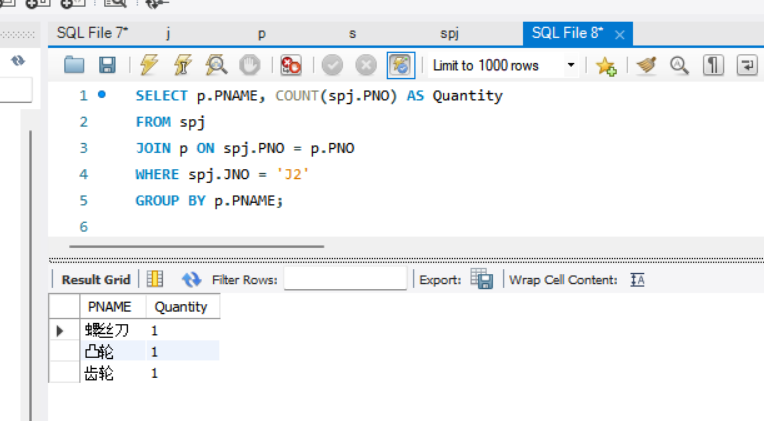 SQL File 7* j p s spj SQL File 8* ×
Limit to 1000 rows
1 SELECT p.PNAME, COUNT(spj.PNO) AS Quantity
2 FROM spj
3 JOIN p ON spj.PNO = p.PNO
4 WHERE spj.JNO = 'J2'
5 GROUP BY p.PNAME;
6
Result Grid Filter Rows: Export: Wrap Cell Content: IA
PNAME Quantity
螺丝刀 1
凸轮 1
齿轮 1